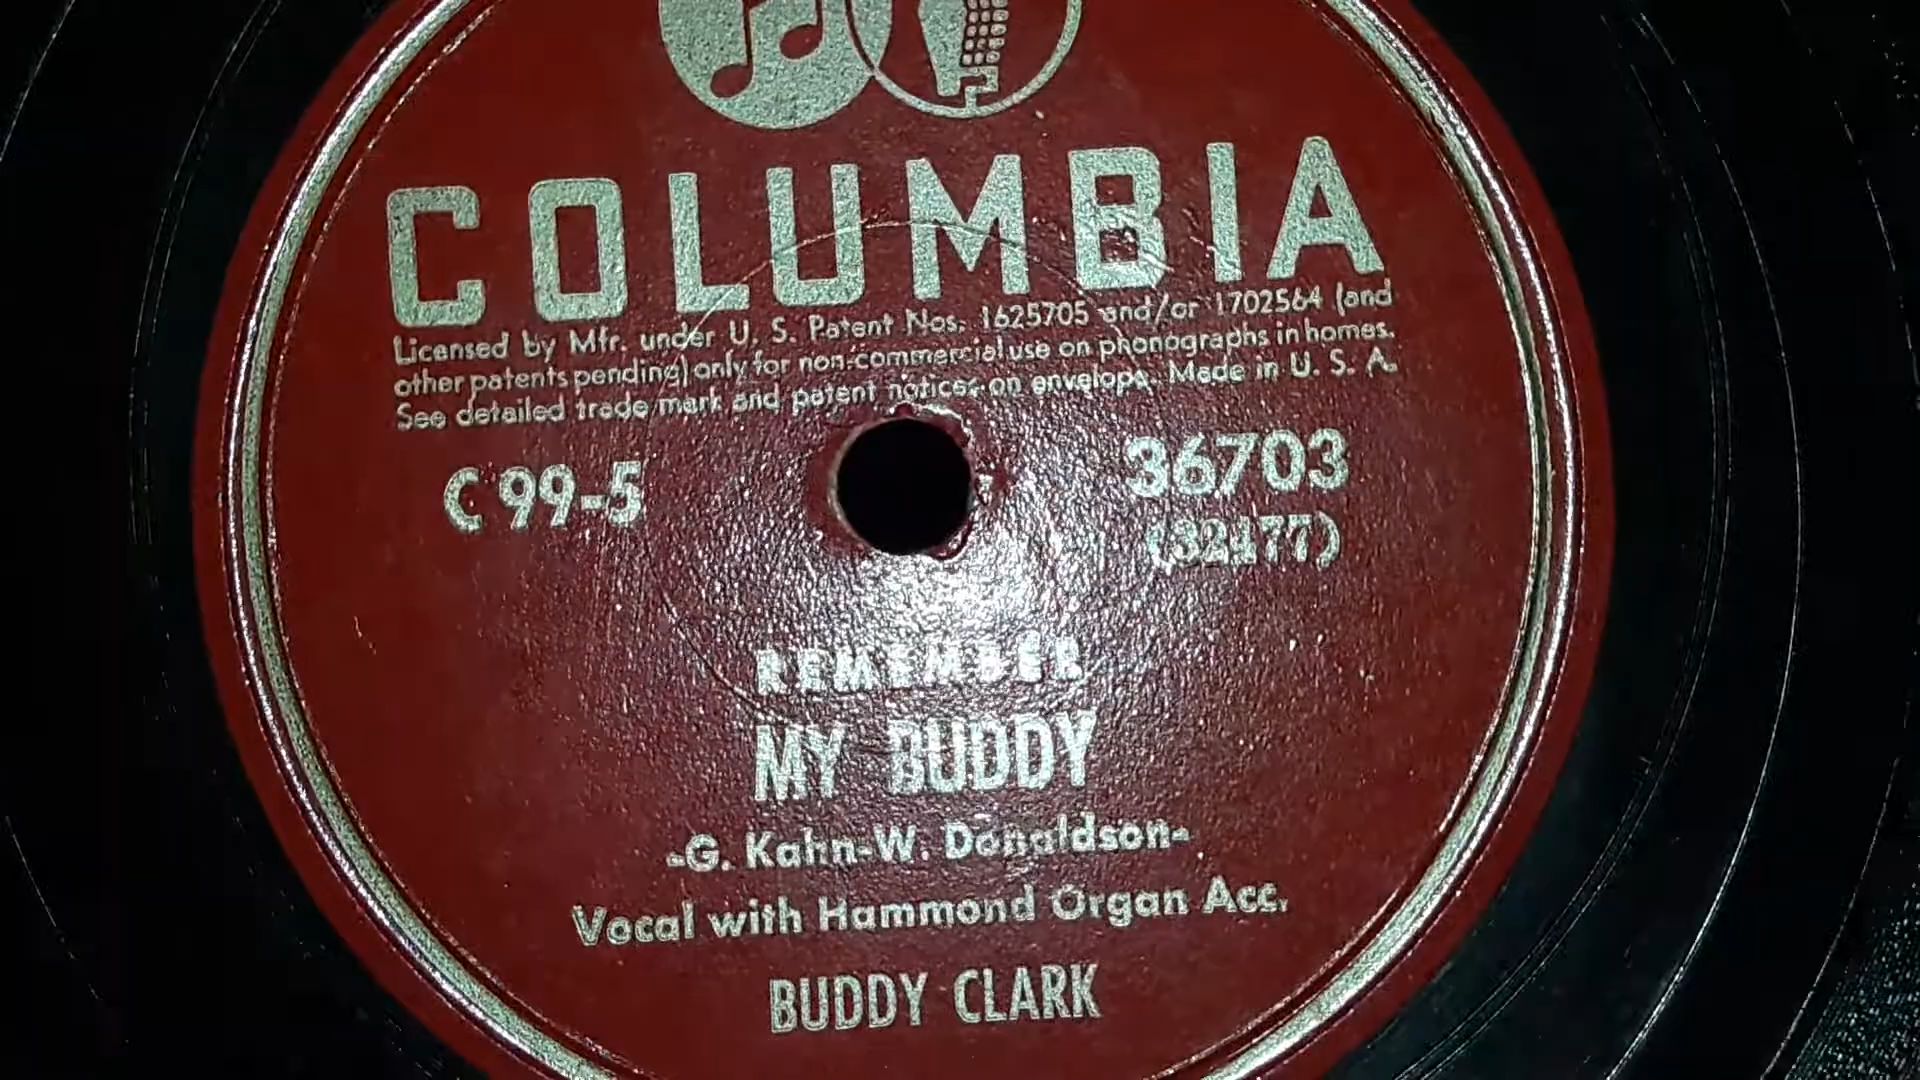 COLUMBIA
Licensed by Mfr. under U. S. Patent Nos. 1625705 and/or 1702564 (and
other patents pending) only for non-commercial use on phonographs in homes.
See detailed trade mark and patent notices on envelope. Made in U. S. A.
C 99-5
36703
(32177)
REMEMBER
MY BUDDY
-G. Kahn-W. Donaldson-
Vocal with Hammond Organ Acc.
BUDDY CLARK